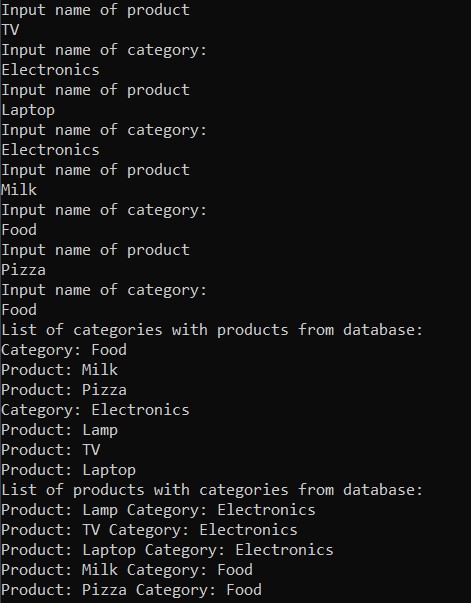 Input name of product
TV
Input name of category:
Electronics
Input name of product
Laptop
Input name of category:
Electronics
Input name of product
Milk
Input name of category:
Food
Input name of product
Pizza
Input name of category:
Food
List of categories with products from database:
Category: Food
Product: Milk
Product: Pizza
Category: Electronics
Product: Lamp
Product: TV
Product: Laptop
List of products with categories from database:
Product: Lamp Category: Electronics
Product: TV Category: Electronics
Product: Laptop Category: Electronics
Product: Milk Category: Food
Product: Pizza Category: Food